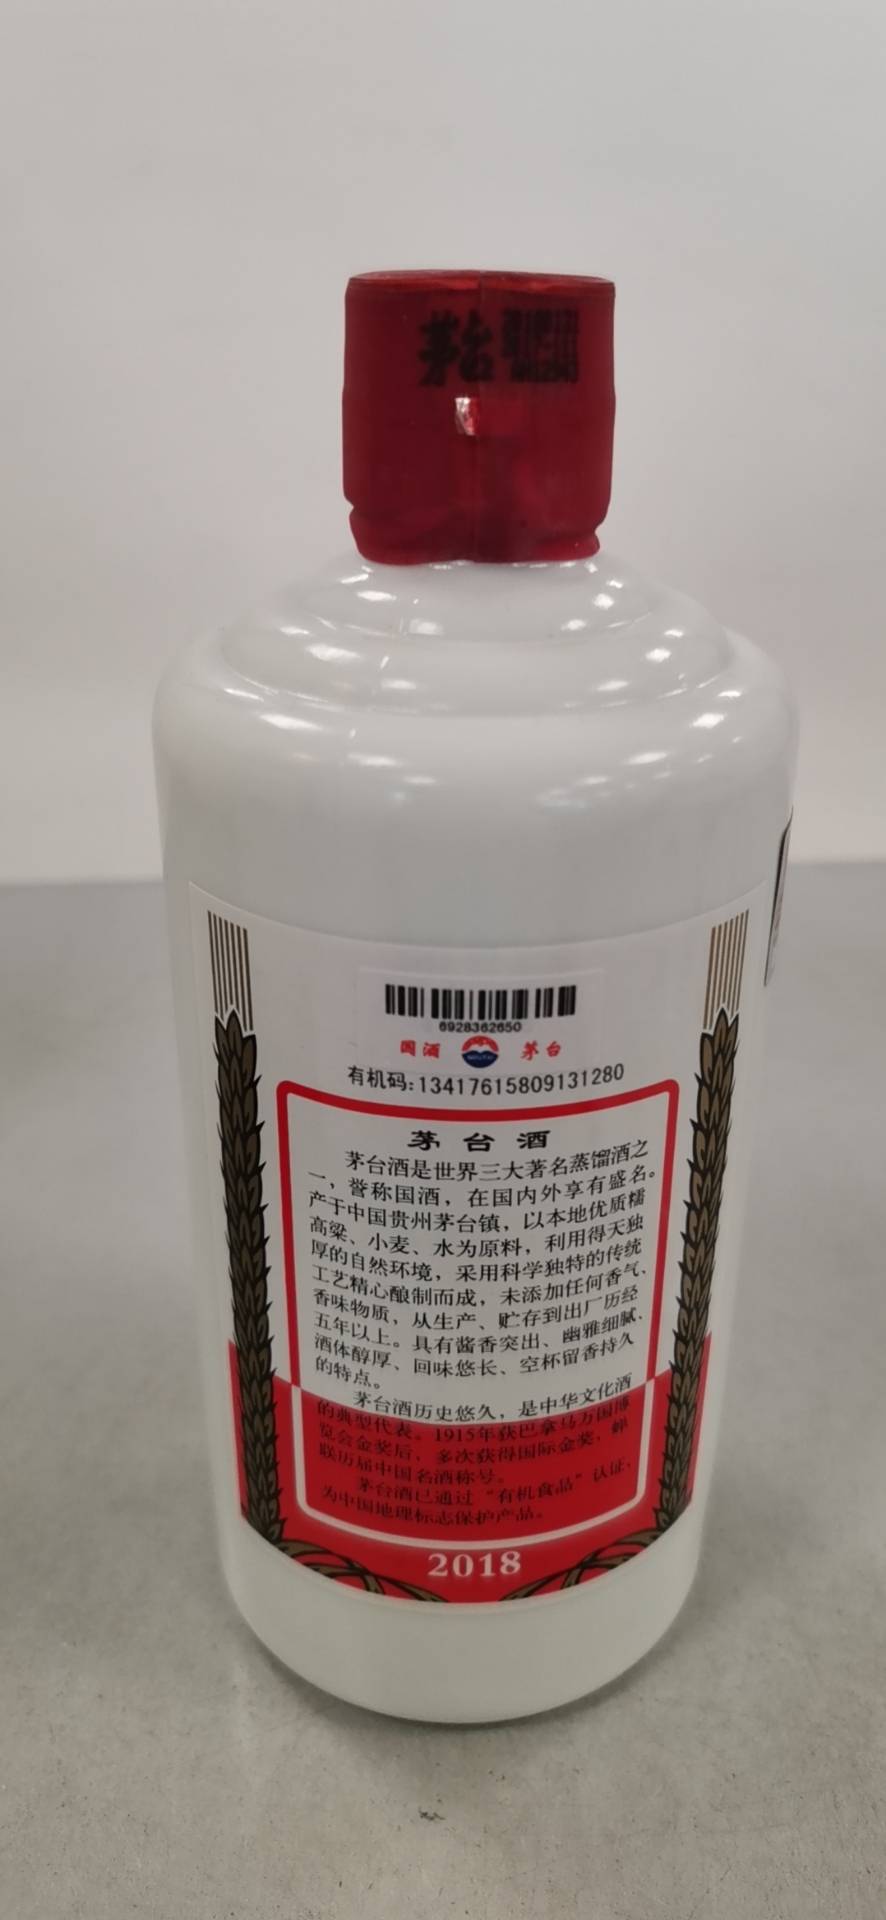 茅台
6928362650
国酒 茅台
有机码:13417615809131280
茅台酒
茅台酒是世界三大著名蒸馏酒之
一，誉称国酒，在国内外享有盛名。
产于中国贵州茅台镇，以本地优质糯
高粱、小麦、水为原料，利用得天独
厚的自然环境，采用科学独特的传统
工艺精心酿制而成，未添加任何香气、
香味物质，从生产、贮存到出厂历经
五年以上。具有酱香突出、幽雅细腻、
酒体醇厚、回味悠长、空杯留香持久
的特点。
茅台酒历史悠久，是中华文化酒
的典型代表。1915年获巴拿马万国博
览会金奖后，多次获得国际金奖，蝉
联历届中国名酒称号。
茅台酒已通过“有机食品”认证，
为中国地理标志保护产品。
2018